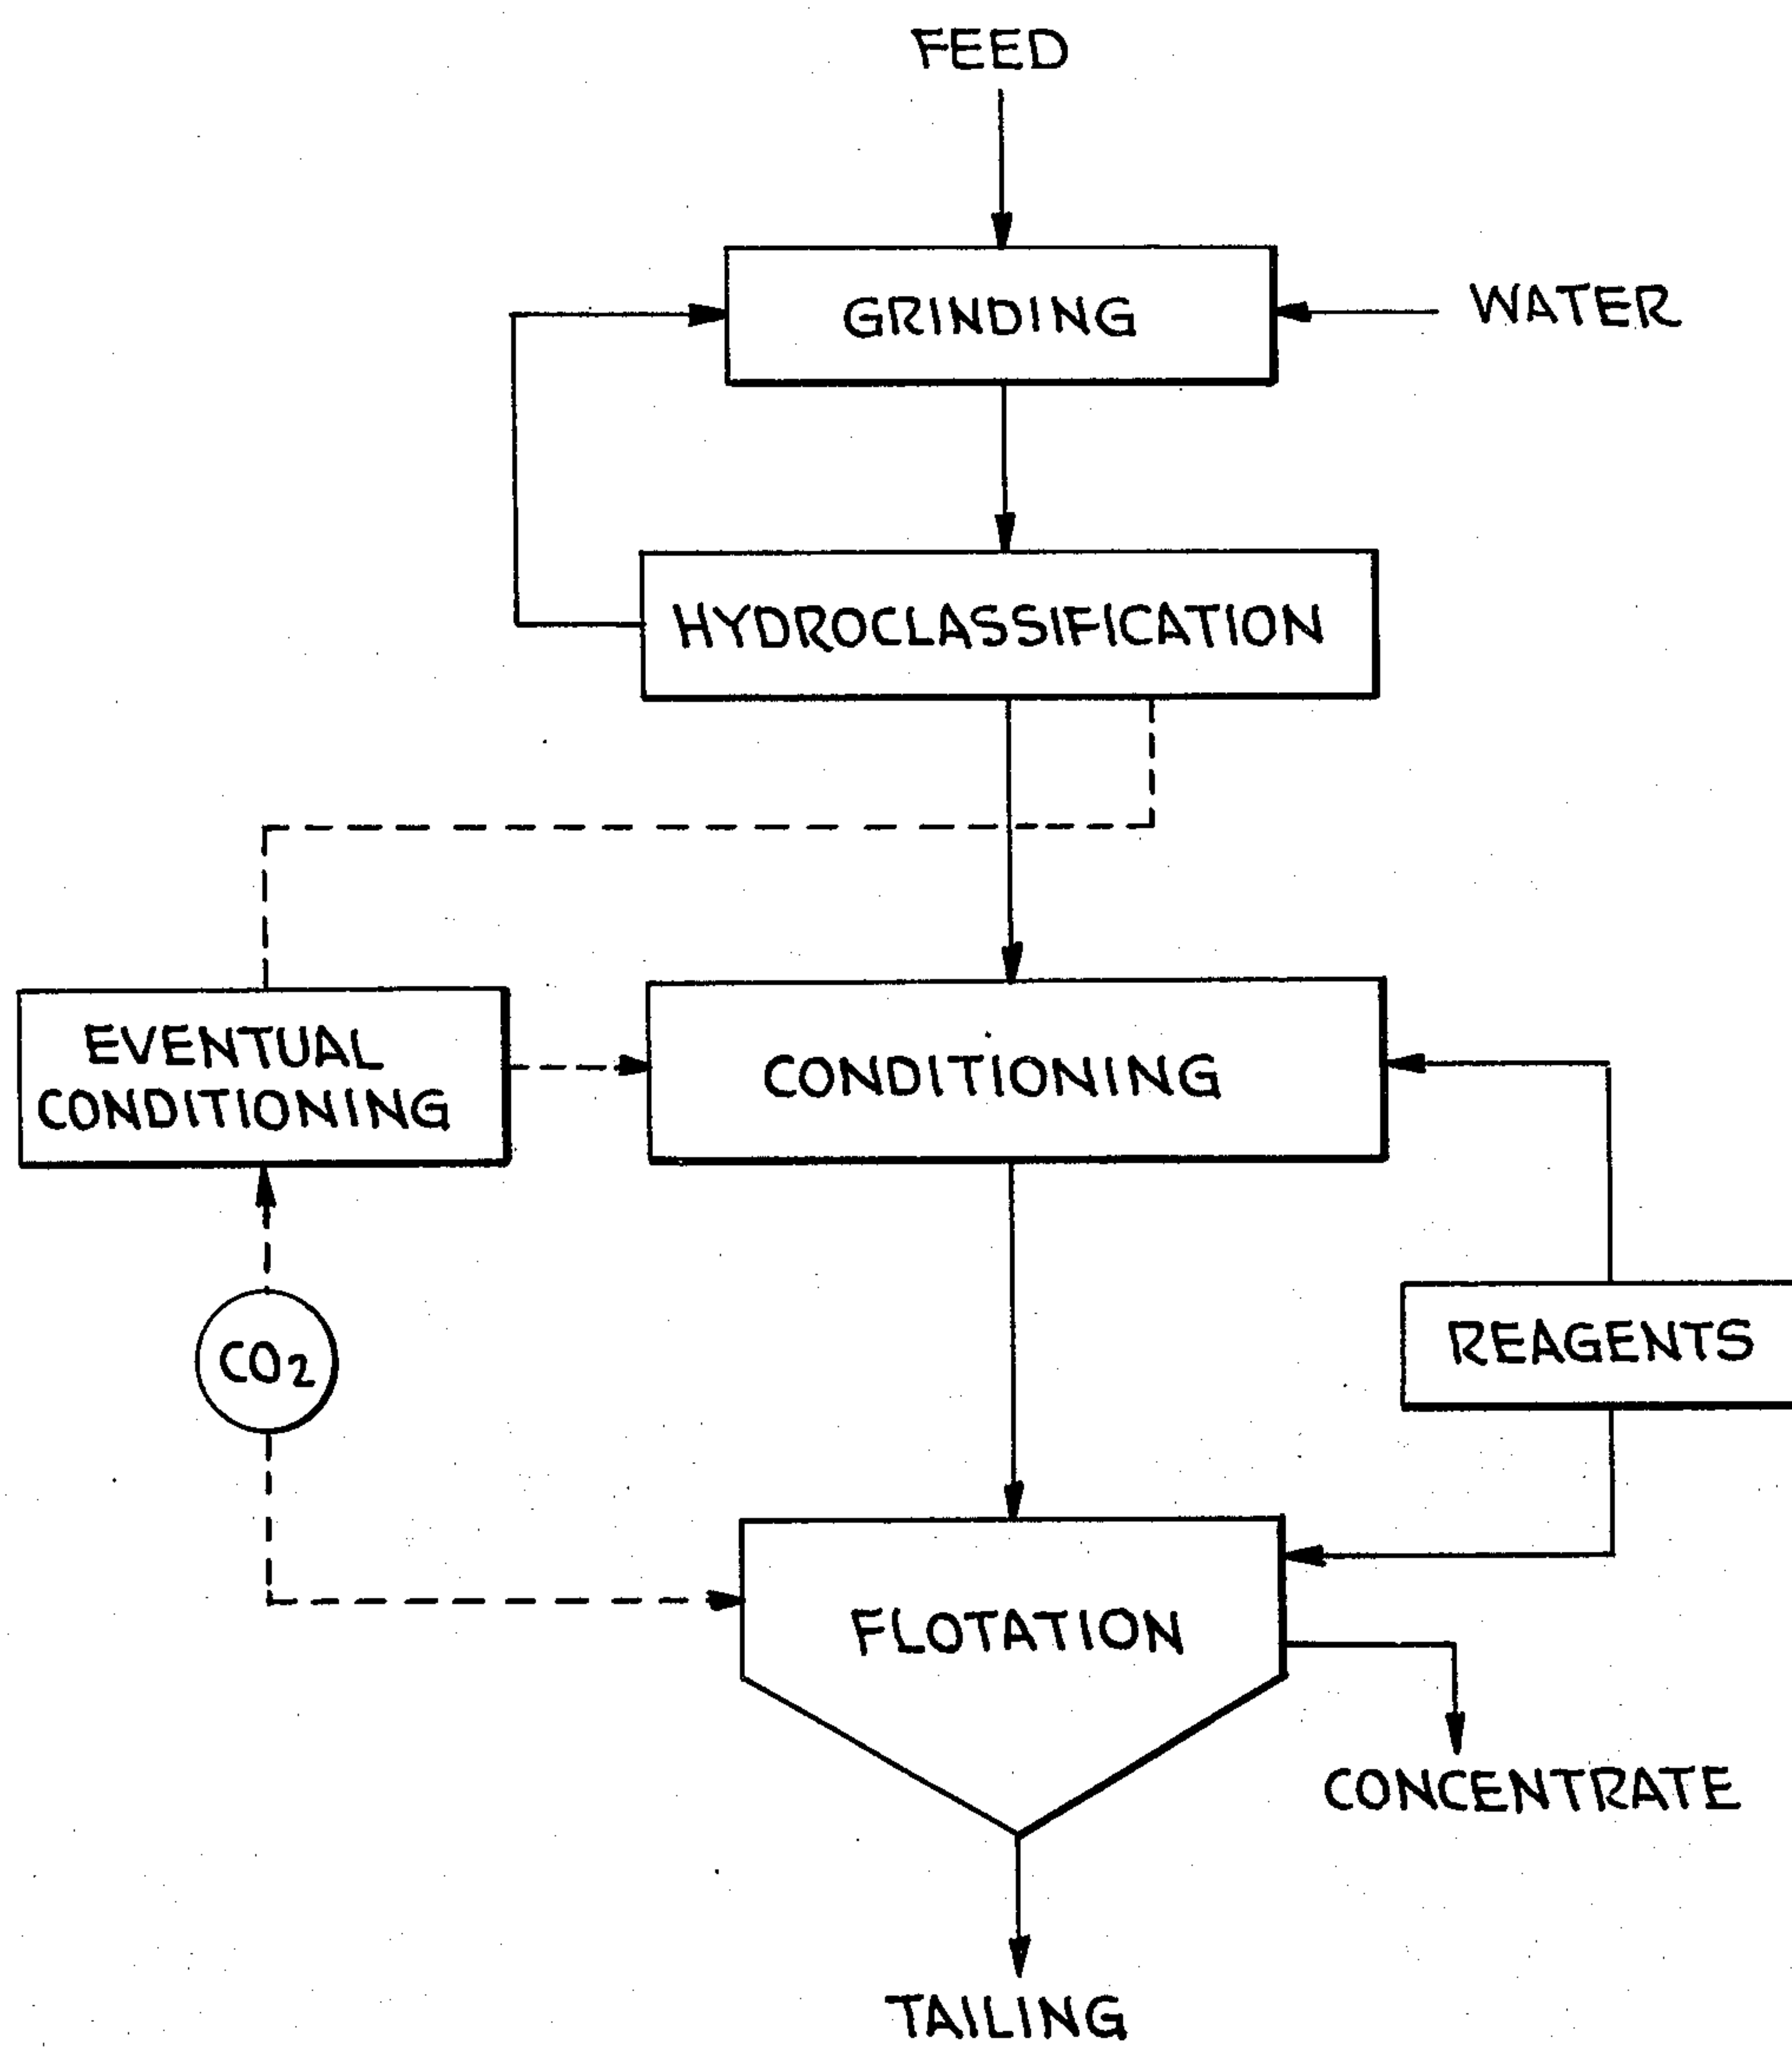 FEED
GRINDING
WATER
HYDROCLASSIFICATION
EVENTUAL
CONDITIONING
CONDITIONING
CO₂
REAGENTS
FLOTATION
CONCENTRATE
TAILING